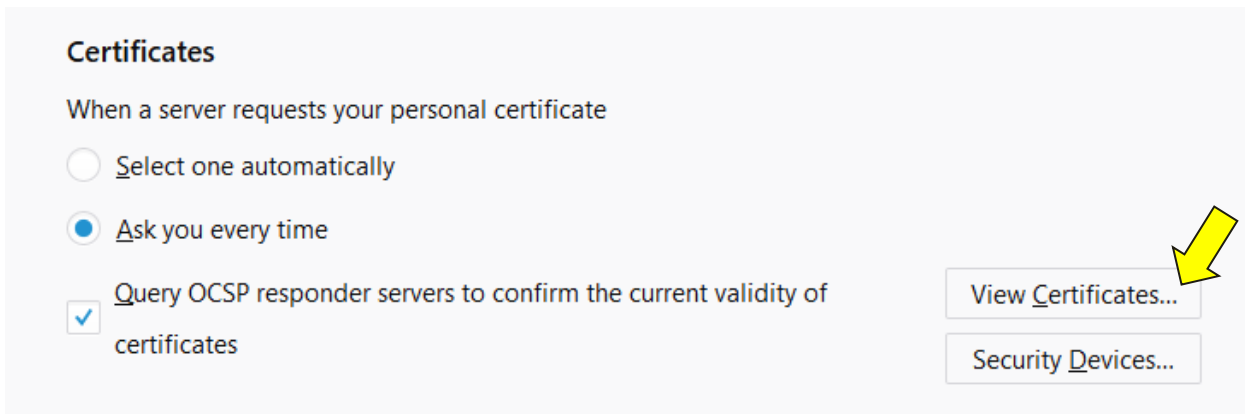 Certificates
When a server requests your personal certificate
Select one automatically
Ask you every time
Query OCSP responder servers to confirm the current validity of
certificates
View Certificates...
Security Devices...